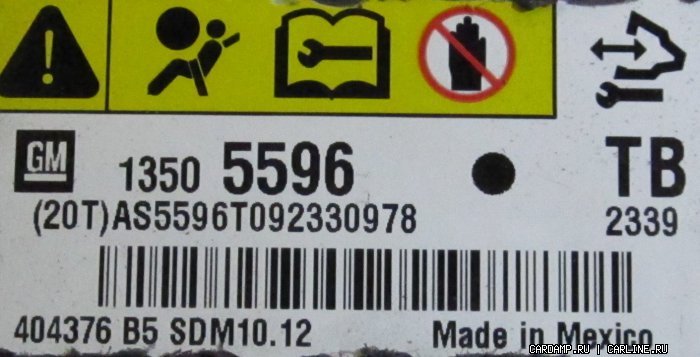 GM 1350 5596 TB
(20T)AS5596T092330978 2339
404376 B5 SDM10.12 Made in Mexico
CARDAMP.RU / CARLINE.RU